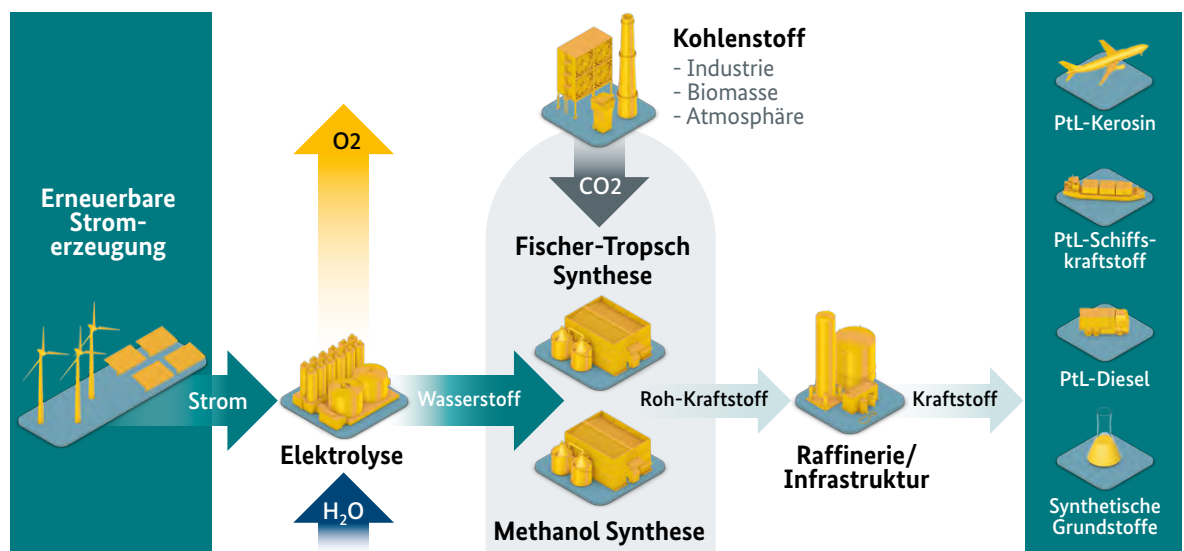 Erneuerbare
Strom-
erzeugung
Strom
O2
Elektrolyse
H₂O
Wasserstoff
Kohlenstoff
- Industrie
- Biomasse
- Atmosphäre
CO2
Fischer-Tropsch
Synthese
Methanol Synthese
Roh-Kraftstoff
Raffinerie/
Infrastruktur
Kraftstoff
PtL-Kerosin
PtL-Schiffs-
kraftstoff
PtL-Diesel
Synthetische
Grundstoffe